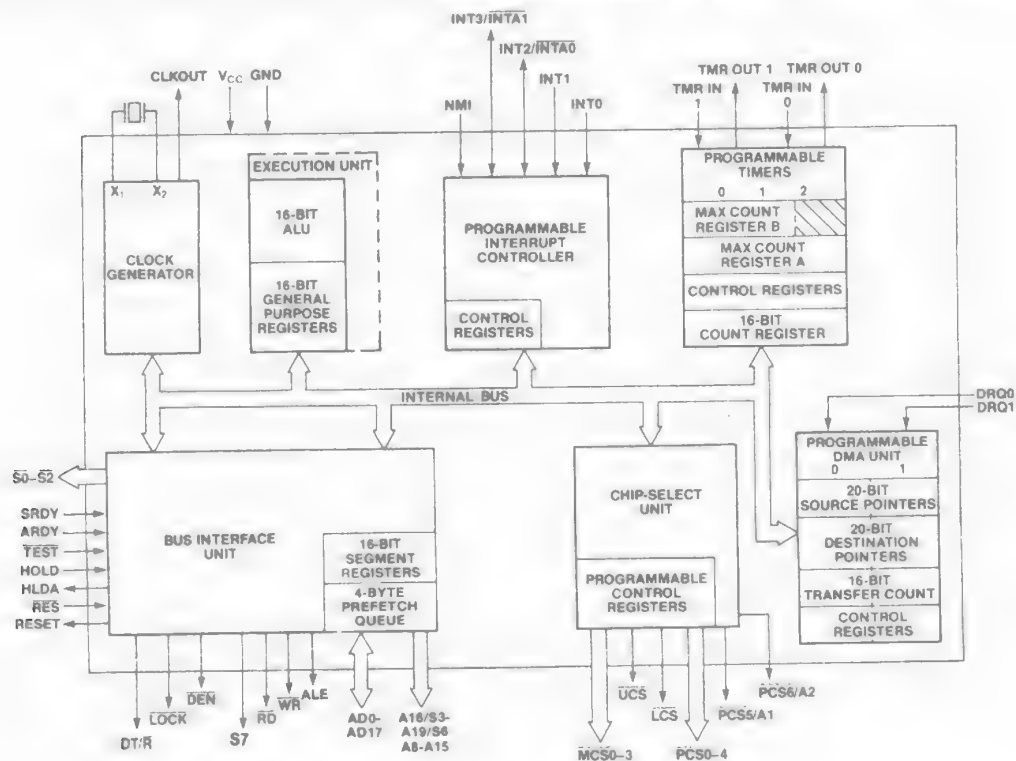 INT3/INTA1
INT2/INTA0
INT1
NMI
INT0
CLKOUT VCC GND
TMR OUT 1 TMR OUT 0
TMR IN 1
TMR IN 0
X1 X2
CLOCK
GENERATOR
EXECUTION UNIT
16-BIT
ALU
16-BIT
GENERAL
PURPOSE
REGISTERS
PROGRAMMABLE
INTERRUPT
CONTROLLER
CONTROL
REGISTERS
PROGRAMMABLE
TIMERS
0 1 2
MAX COUNT
REGISTER B
MAX COUNT
REGISTER A
CONTROL REGISTERS
16-BIT
COUNT REGISTER
INTERNAL BUS
DRQ0
DRQ1
PROGRAMMABLE
DMA UNIT
0 1
20-BIT
SOURCE POINTERS
20-BIT
DESTINATION
POINTERS
16-BIT
TRANSFER COUNT
CONTROL
REGISTERS
S0-S2
SRDY
ARDY
TEST
HOLD
HLDA
RES
RESET
BUS INTERFACE
UNIT
16-BIT
SEGMENT
REGISTERS
4-BYTE
PREFETCH
QUEUE
CHIP-SELECT
UNIT
PROGRAMMABLE
CONTROL
REGISTERS
DT/R
LOCK
DEN
S7
RD
WR
ALE
AD0-
AD17
A16/S3-
A19/S6
A8-A15
MCS0-3
UCS
LCS
PCS0-4
PCS5/A1
PCS6/A2